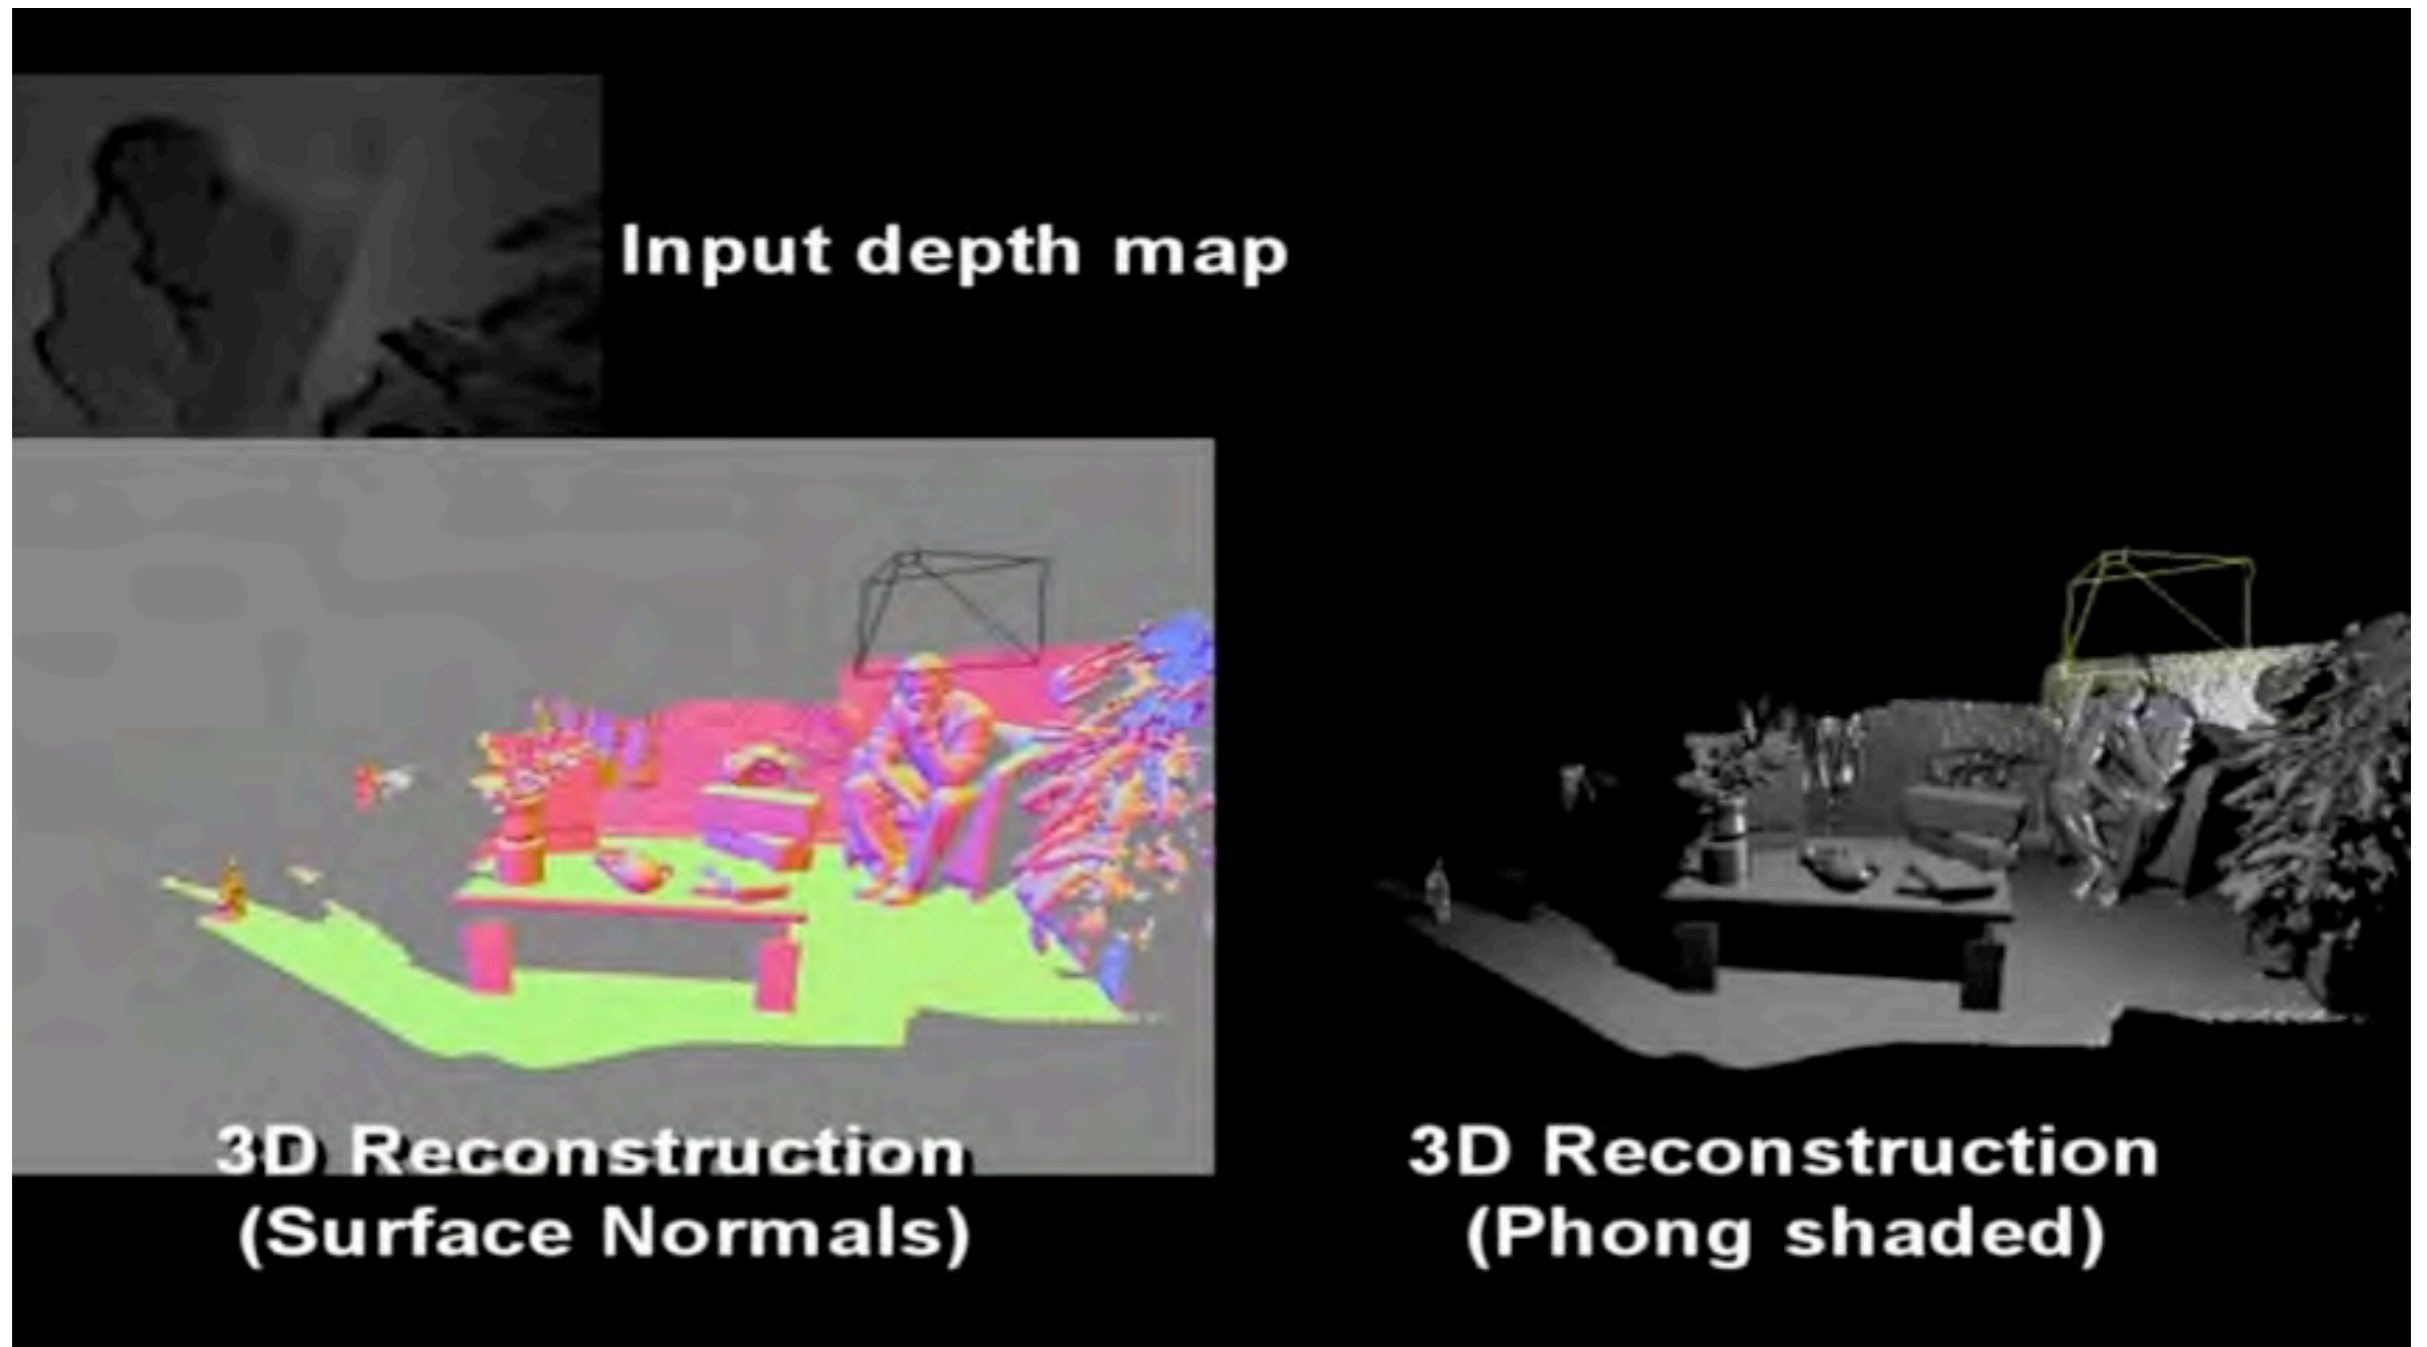 Input depth map
3D Reconstruction
(Surface Normals)
3D Reconstruction
(Phong shaded)